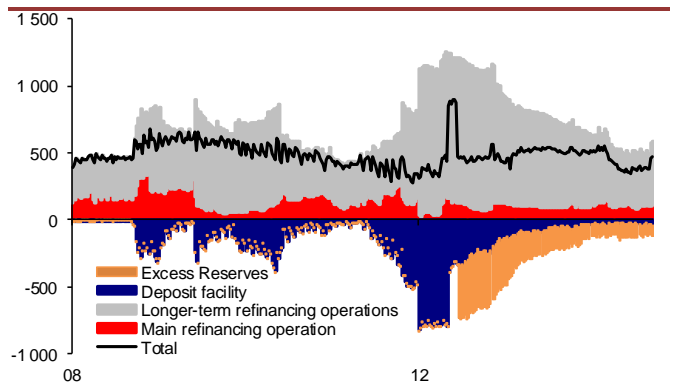 1 500
1 000
500
0
-500
-1 000
Excess Reserves
Deposit facility
Longer-term refinancing operations
Main refinancing operation
Total
08 12